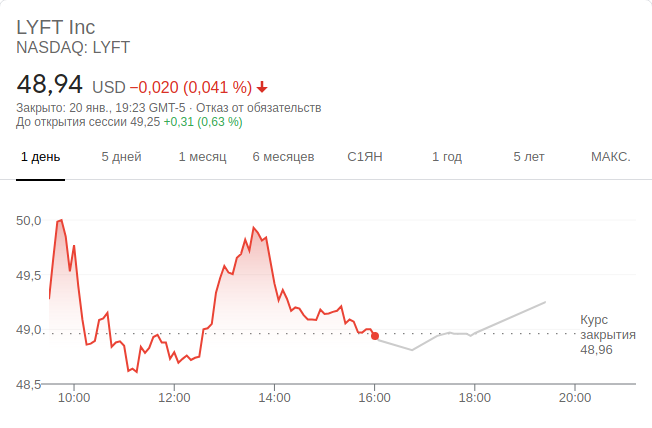 LYFT Inc
NASDAQ: LYFT
48,94 USD −0,020 (0,041 %)
Закрыто: 20 янв., 19:23 GMT-5 · Отказ от обязательств
До открытия сессии 49,25 +0,31 (0,63 %)
1 день 5 дней 1 месяц 6 месяцев С1ЯН 1 год 5 лет МАКС.
50,0
49,5
49,0
48,5
Курс
закрытия
48,96
10:00 12:00 14:00 16:00 18:00 20:00